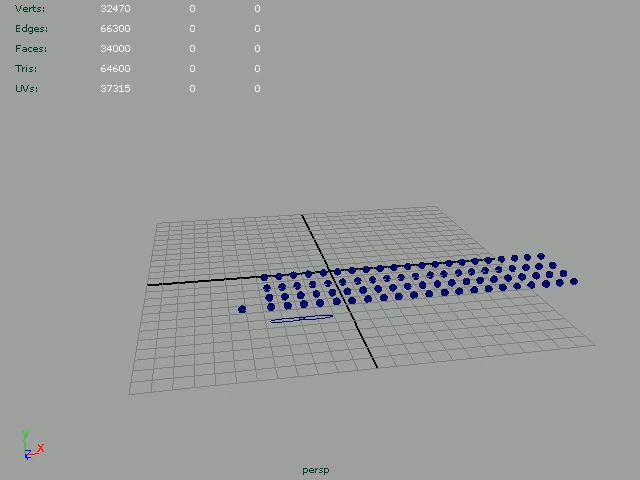 Verts: 32470 0 0
Edges: 66300 0 0
Faces: 34000 0 0
Tris: 64600 0 0
UVs: 37315 0 0
y
X
Z
persp